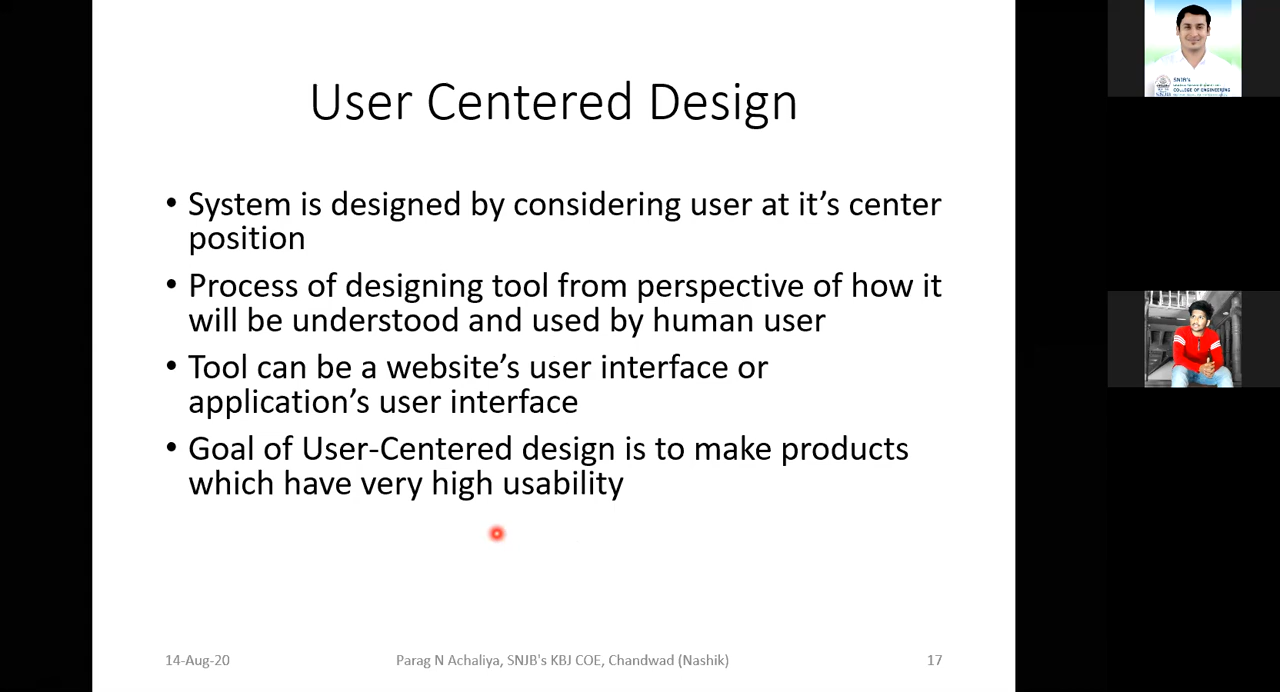 User Centered Design
• System is designed by considering user at it’s center
position
• Process of designing tool from perspective of how it
will be understood and used by human user
• Tool can be a website’s user interface or
application’s user interface
• Goal of User-Centered design is to make products
which have very high usability
14-Aug-20
Parag N Achaliya, SNJB's KBJ COE, Chandwad (Nashik)
17
SNJB's
COLLEGE OF ENGINEERING